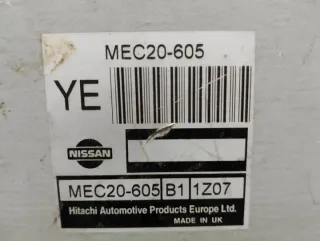 MEC20-605
YE
NISSAN
MEC20-605 B1 1Z07
Hitachi Automotive Products Europe Ltd.
MADE IN UK